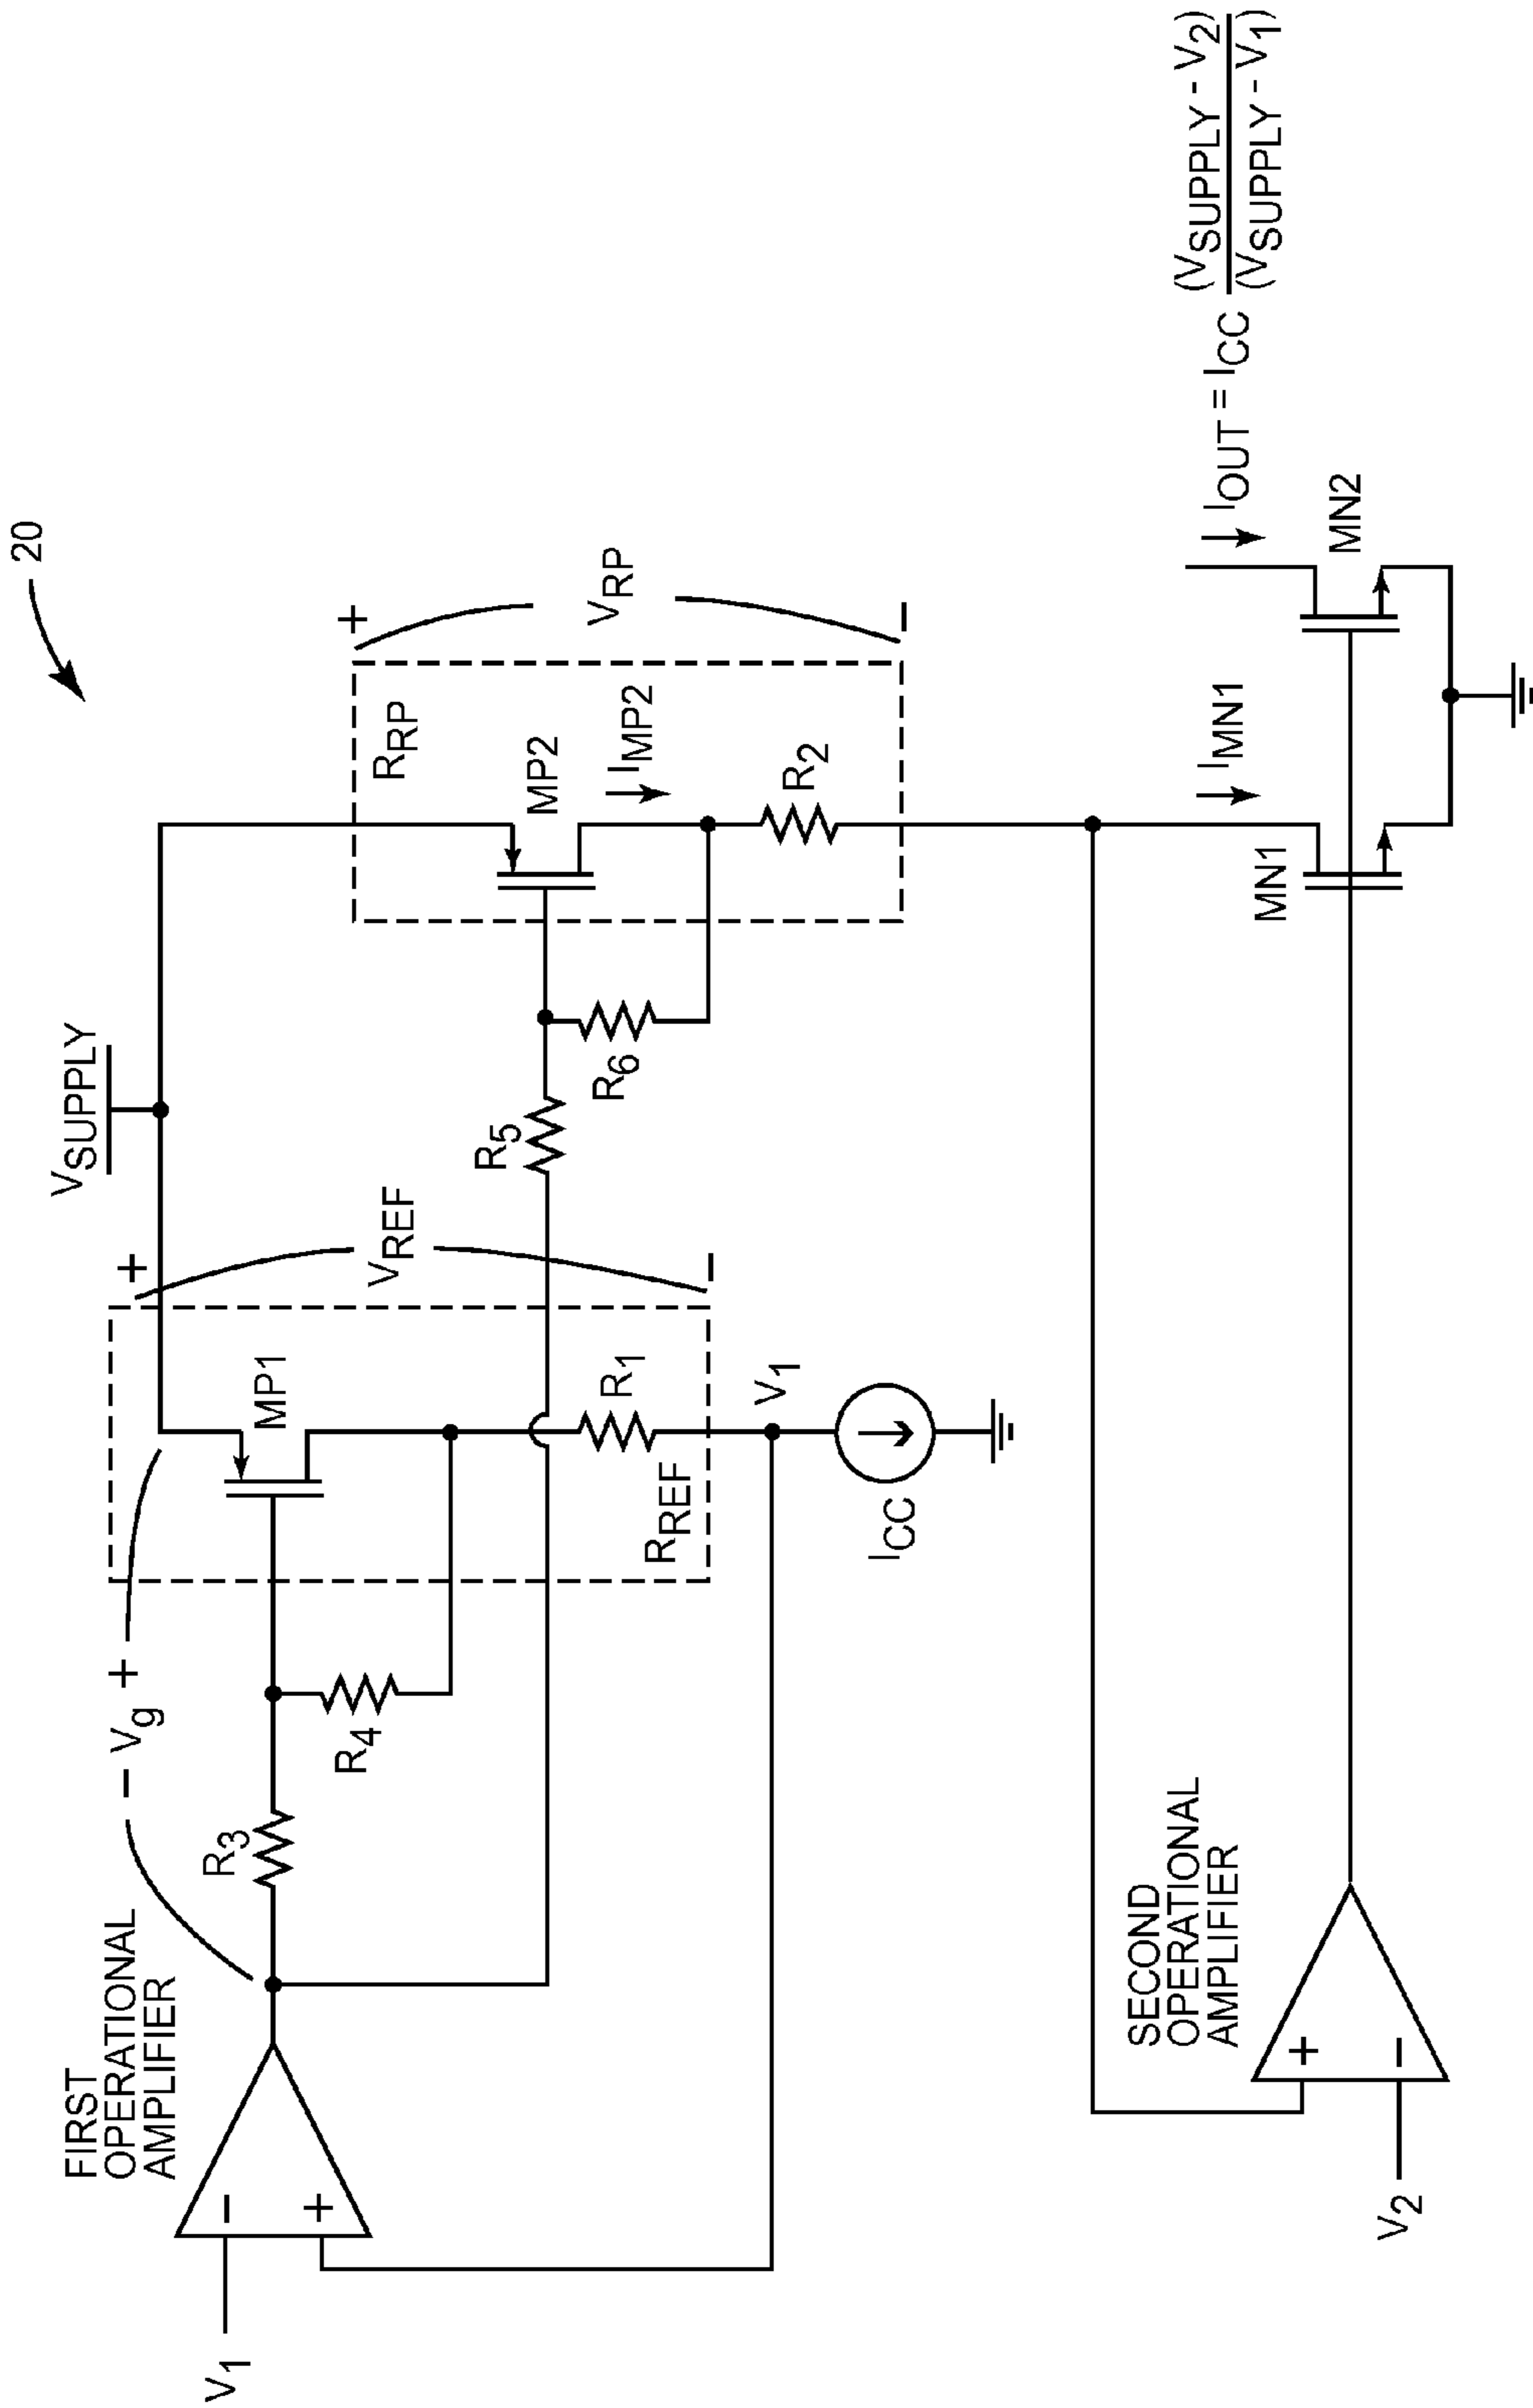 20
VSUPPLY
FIRST
OPERATIONAL
AMPLIFIER
V1
−
+
− Vg +
R3
R4
MP1
R1
RREF
+
VREF
−
V1
ICC
R5
R6
RRP
MP2
IMP2
R2
+
VRP
−
SECOND
OPERATIONAL
AMPLIFIER
+
−
V2
MN1
IMN1
MN2
IOUT = ICC (VSUPPLY - V2)
(VSUPPLY - V1)